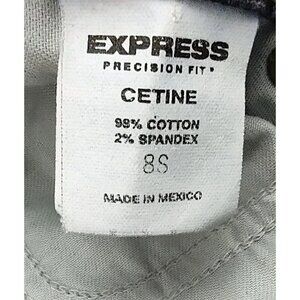 EXPRESS
PRECISION FIT
CETINE
98% COTTON
2% SPANDEX
8S
MADE IN MEXICO